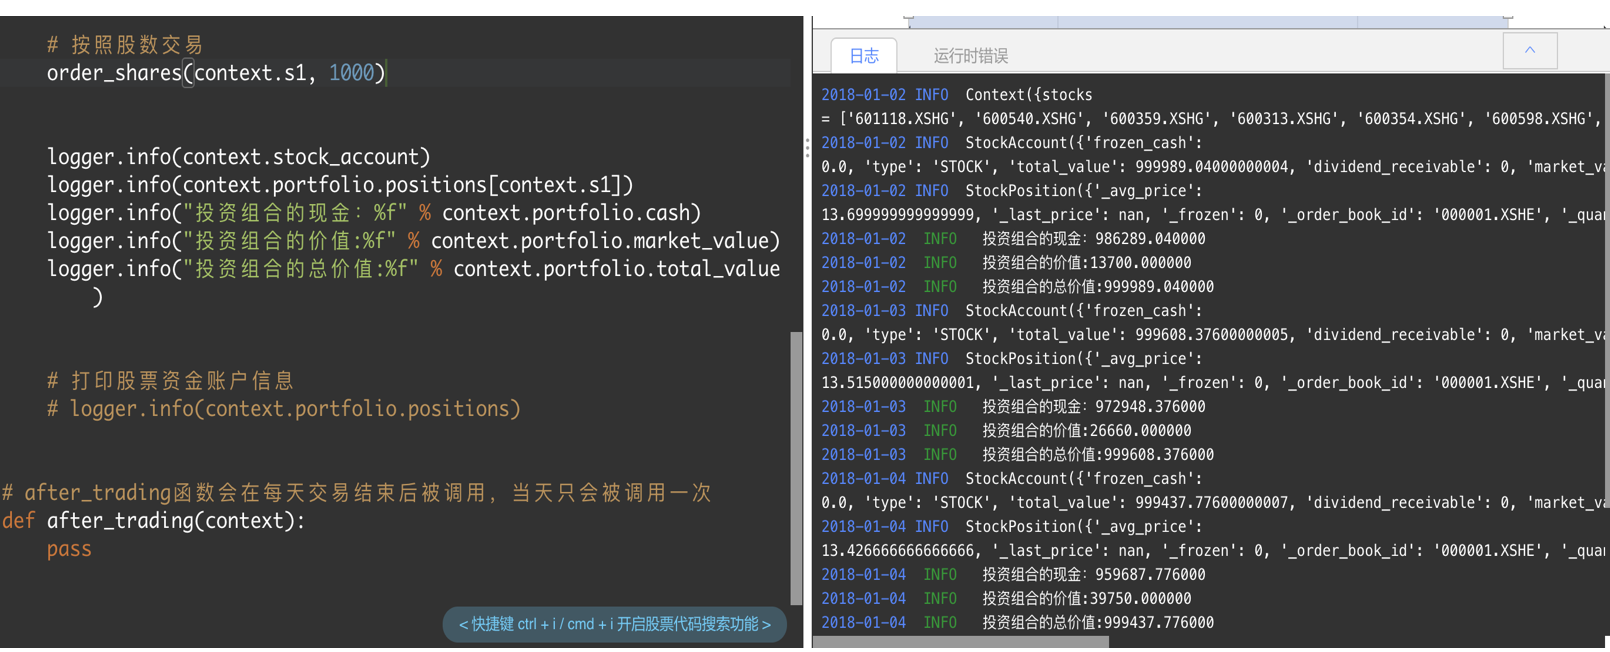 # 按照股数交易
order_shares(context.s1, 1000)
logger.info(context.stock_account)
logger.info(context.portfolio.positions[context.s1])
logger.info("投资组合的现金：%f" % context.portfolio.cash)
logger.info("投资组合的价值:%f" % context.portfolio.market_value)
logger.info("投资组合的总价值:%f" % context.portfolio.total_value
)
# 打印股票资金账户信息
# logger.info(context.portfolio.positions)
# after_trading函数会在每天交易结束后被调用，当天只会被调用一次
def after_trading(context):
pass
<快捷键 ctrl + i / cmd + i 开启股票代码搜索功能 >
日志 运行时错误
2018-01-02 INFO Context({stocks
= ['601118.XSHG', '600540.XSHG', '600359.XSHG', '600313.XSHG', '600354.XSHG', '600598.XSHG',
2018-01-02 INFO StockAccount({'frozen_cash':
0.0, 'type': 'STOCK', 'total_value': 999989.04000000004, 'dividend_receivable': 0, 'market_va
2018-01-02 INFO StockPosition({'_avg_price':
13.699999999999999, '_last_price': nan, '_frozen': 0, '_order_book_id': '000001.XSHE', '_quan
2018-01-02 INFO 投资组合的现金：986289.040000
2018-01-02 INFO 投资组合的价值:13700.000000
2018-01-02 INFO 投资组合的总价值:999989.040000
2018-01-03 INFO StockAccount({'frozen_cash':
0.0, 'type': 'STOCK', 'total_value': 999608.37600000005, 'dividend_receivable': 0, 'market_va
2018-01-03 INFO StockPosition({'_avg_price':
13.515000000000001, '_last_price': nan, '_frozen': 0, '_order_book_id': '000001.XSHE', '_quan
2018-01-03 INFO 投资组合的现金：972948.376000
2018-01-03 INFO 投资组合的价值:26660.000000
2018-01-03 INFO 投资组合的总价值:999608.376000
2018-01-04 INFO StockAccount({'frozen_cash':
0.0, 'type': 'STOCK', 'total_value': 999437.77600000007, 'dividend_receivable': 0, 'market_va
2018-01-04 INFO StockPosition({'_avg_price':
13.426666666666666, '_last_price': nan, '_frozen': 0, '_order_book_id': '000001.XSHE', '_quan
2018-01-04 INFO 投资组合的现金：959687.776000
2018-01-04 INFO 投资组合的价值:39750.000000
2018-01-04 INFO 投资组合的总价值:999437.776000